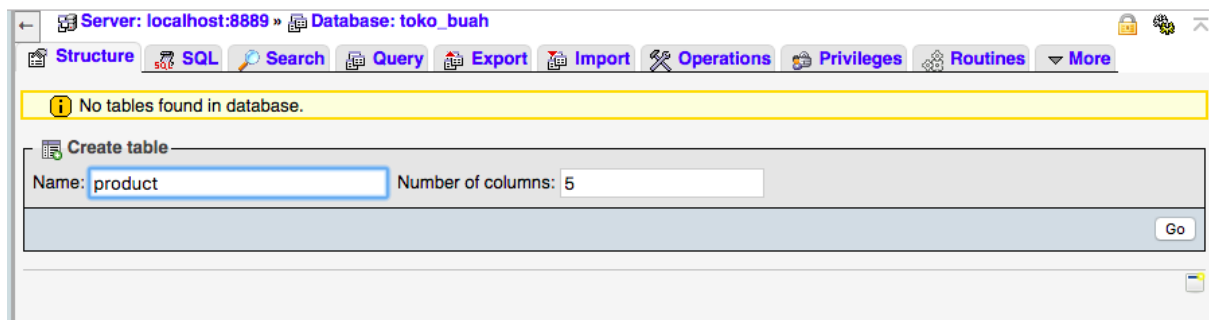 Server: localhost:8889 » Database: toko_buah
Structure SQL Search Query Export Import Operations Privileges Routines More
No tables found in database.
Create table
Name: product Number of columns: 5
Go